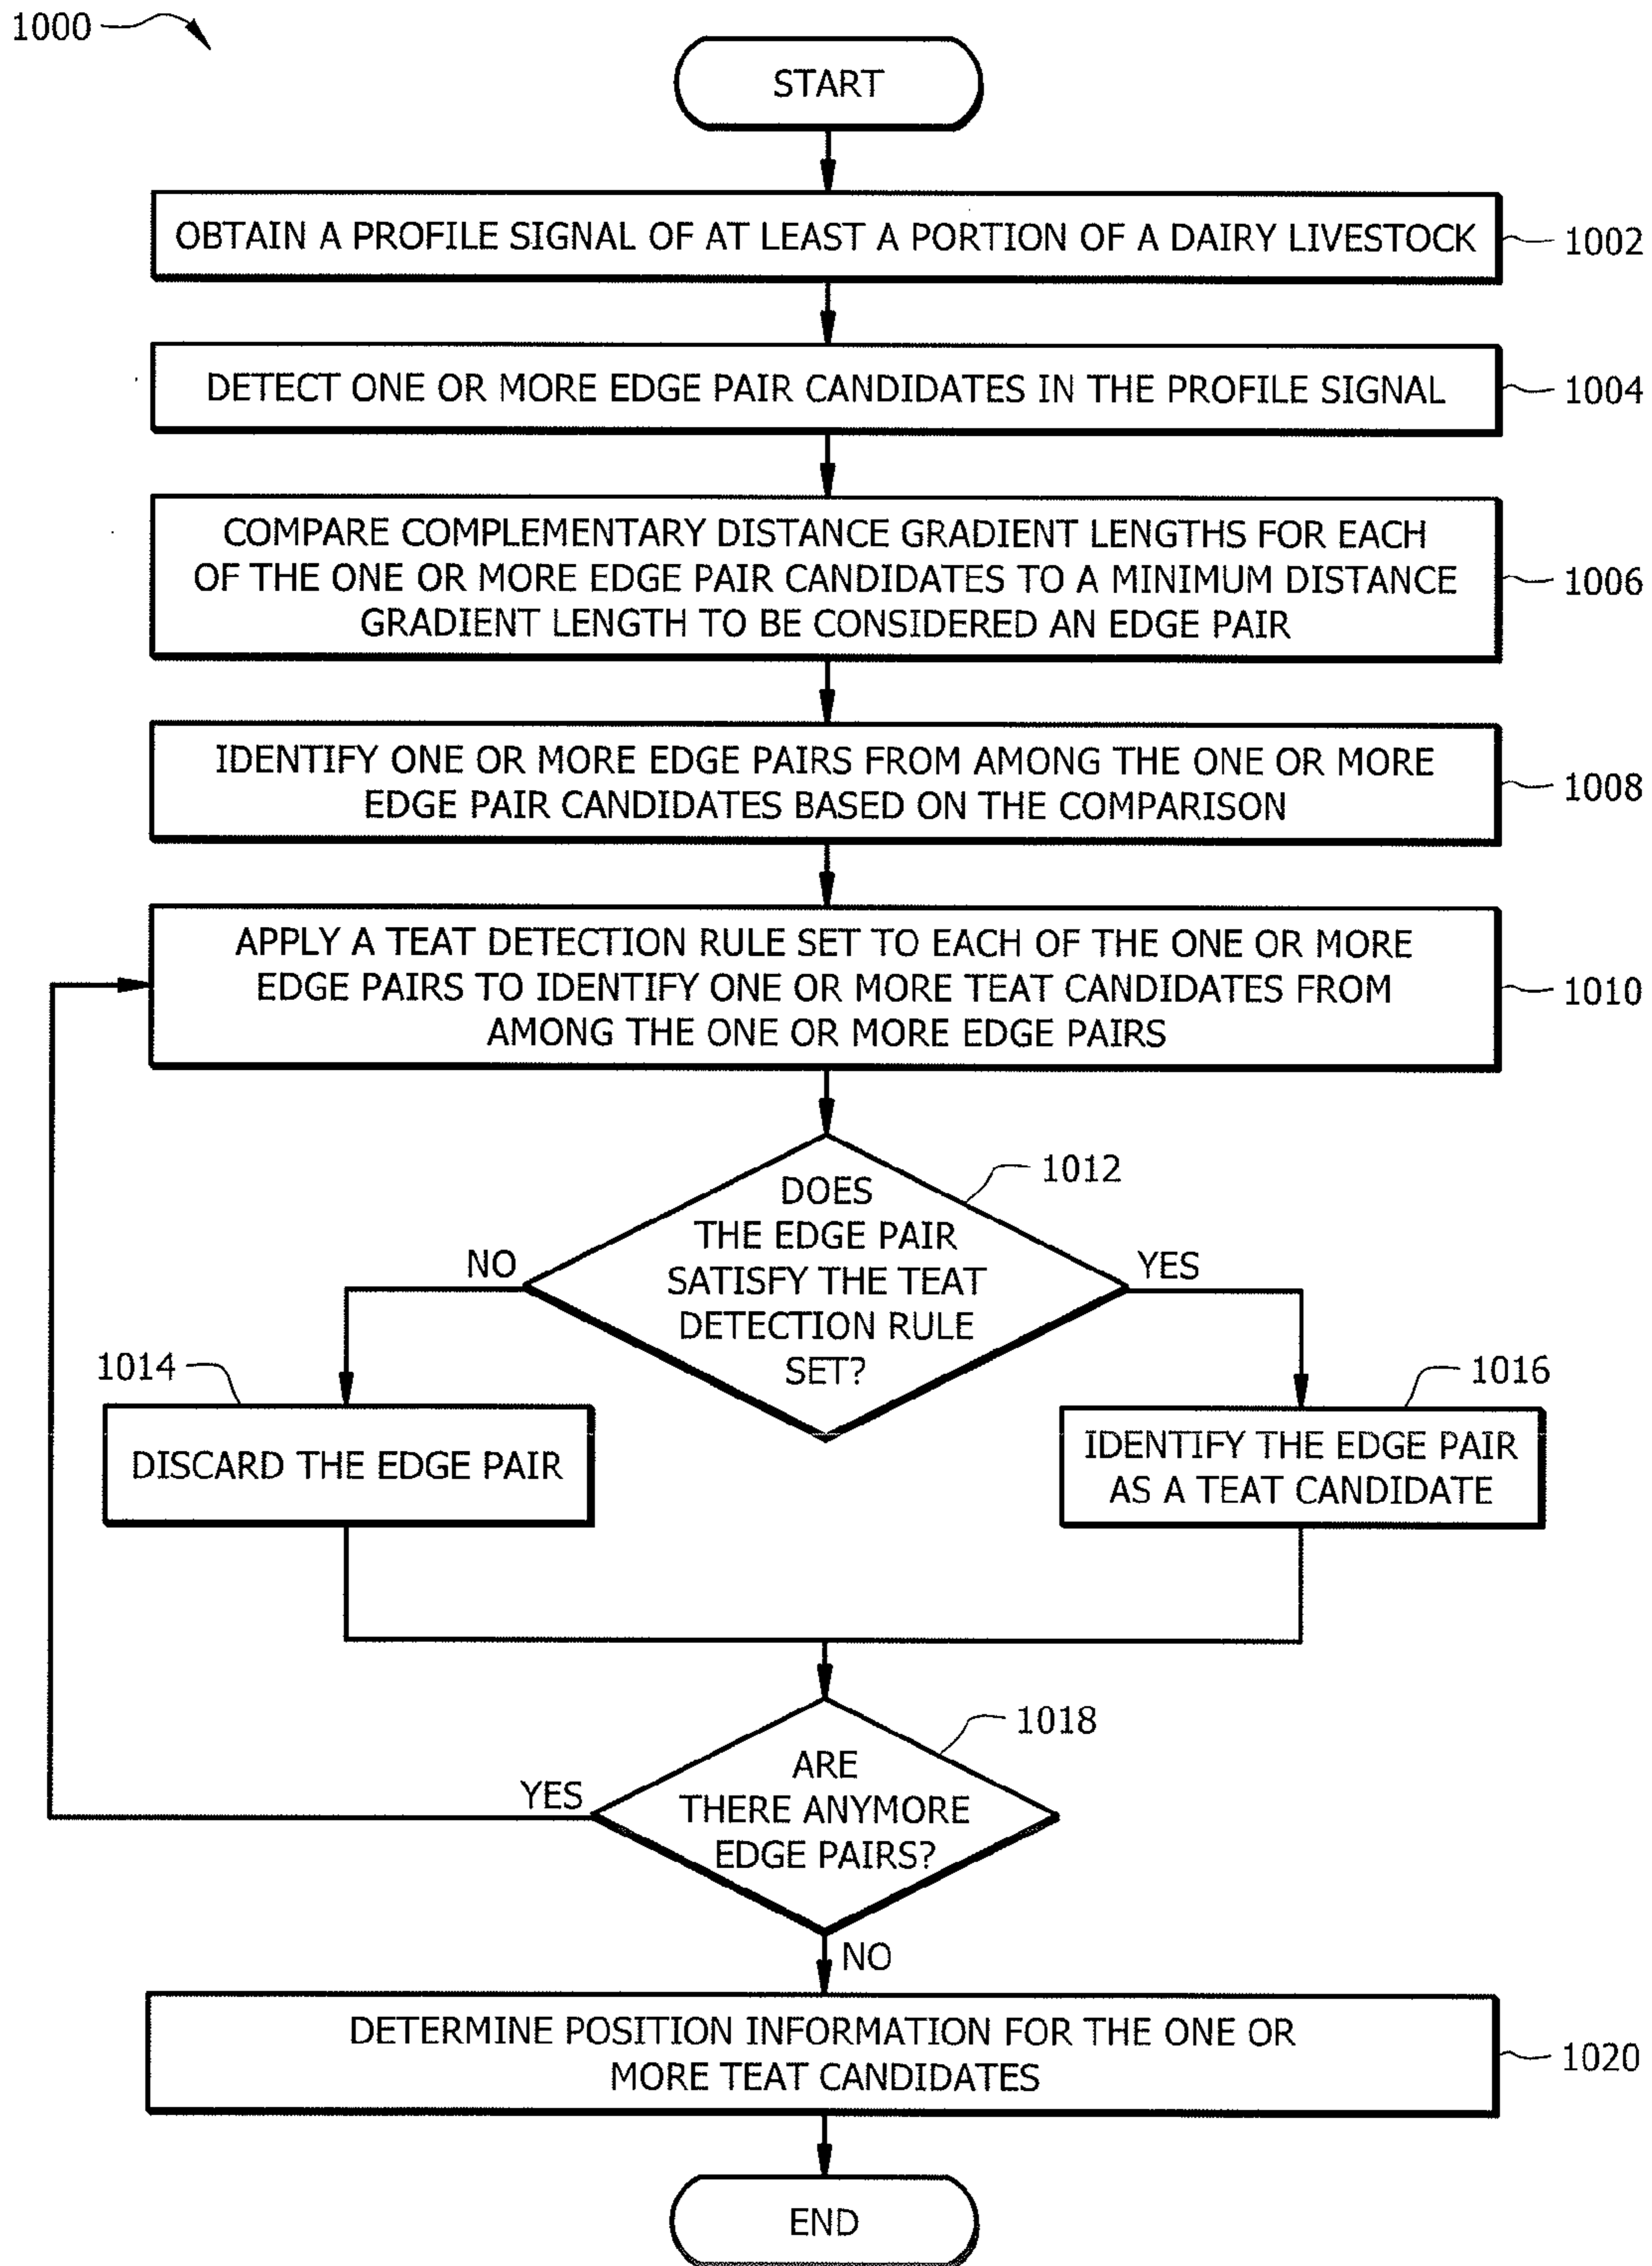 1000
START
OBTAIN A PROFILE SIGNAL OF AT LEAST A PORTION OF A DAIRY LIVESTOCK
1002
DETECT ONE OR MORE EDGE PAIR CANDIDATES IN THE PROFILE SIGNAL
1004
COMPARE COMPLEMENTARY DISTANCE GRADIENT LENGTHS FOR EACH
OF THE ONE OR MORE EDGE PAIR CANDIDATES TO A MINIMUM DISTANCE
GRADIENT LENGTH TO BE CONSIDERED AN EDGE PAIR
1006
IDENTIFY ONE OR MORE EDGE PAIRS FROM AMONG THE ONE OR MORE
EDGE PAIR CANDIDATES BASED ON THE COMPARISON
1008
APPLY A TEAT DETECTION RULE SET TO EACH OF THE ONE OR MORE
EDGE PAIRS TO IDENTIFY ONE OR MORE TEAT CANDIDATES FROM
AMONG THE ONE OR MORE EDGE PAIRS
1010
DOES
THE EDGE PAIR
SATISFY THE TEAT
DETECTION RULE
SET?
1012
NO
YES
1014
DISCARD THE EDGE PAIR
1016
IDENTIFY THE EDGE PAIR
AS A TEAT CANDIDATE
ARE
THERE ANYMORE
EDGE PAIRS?
1018
YES
NO
DETERMINE POSITION INFORMATION FOR THE ONE OR
MORE TEAT CANDIDATES
1020
END